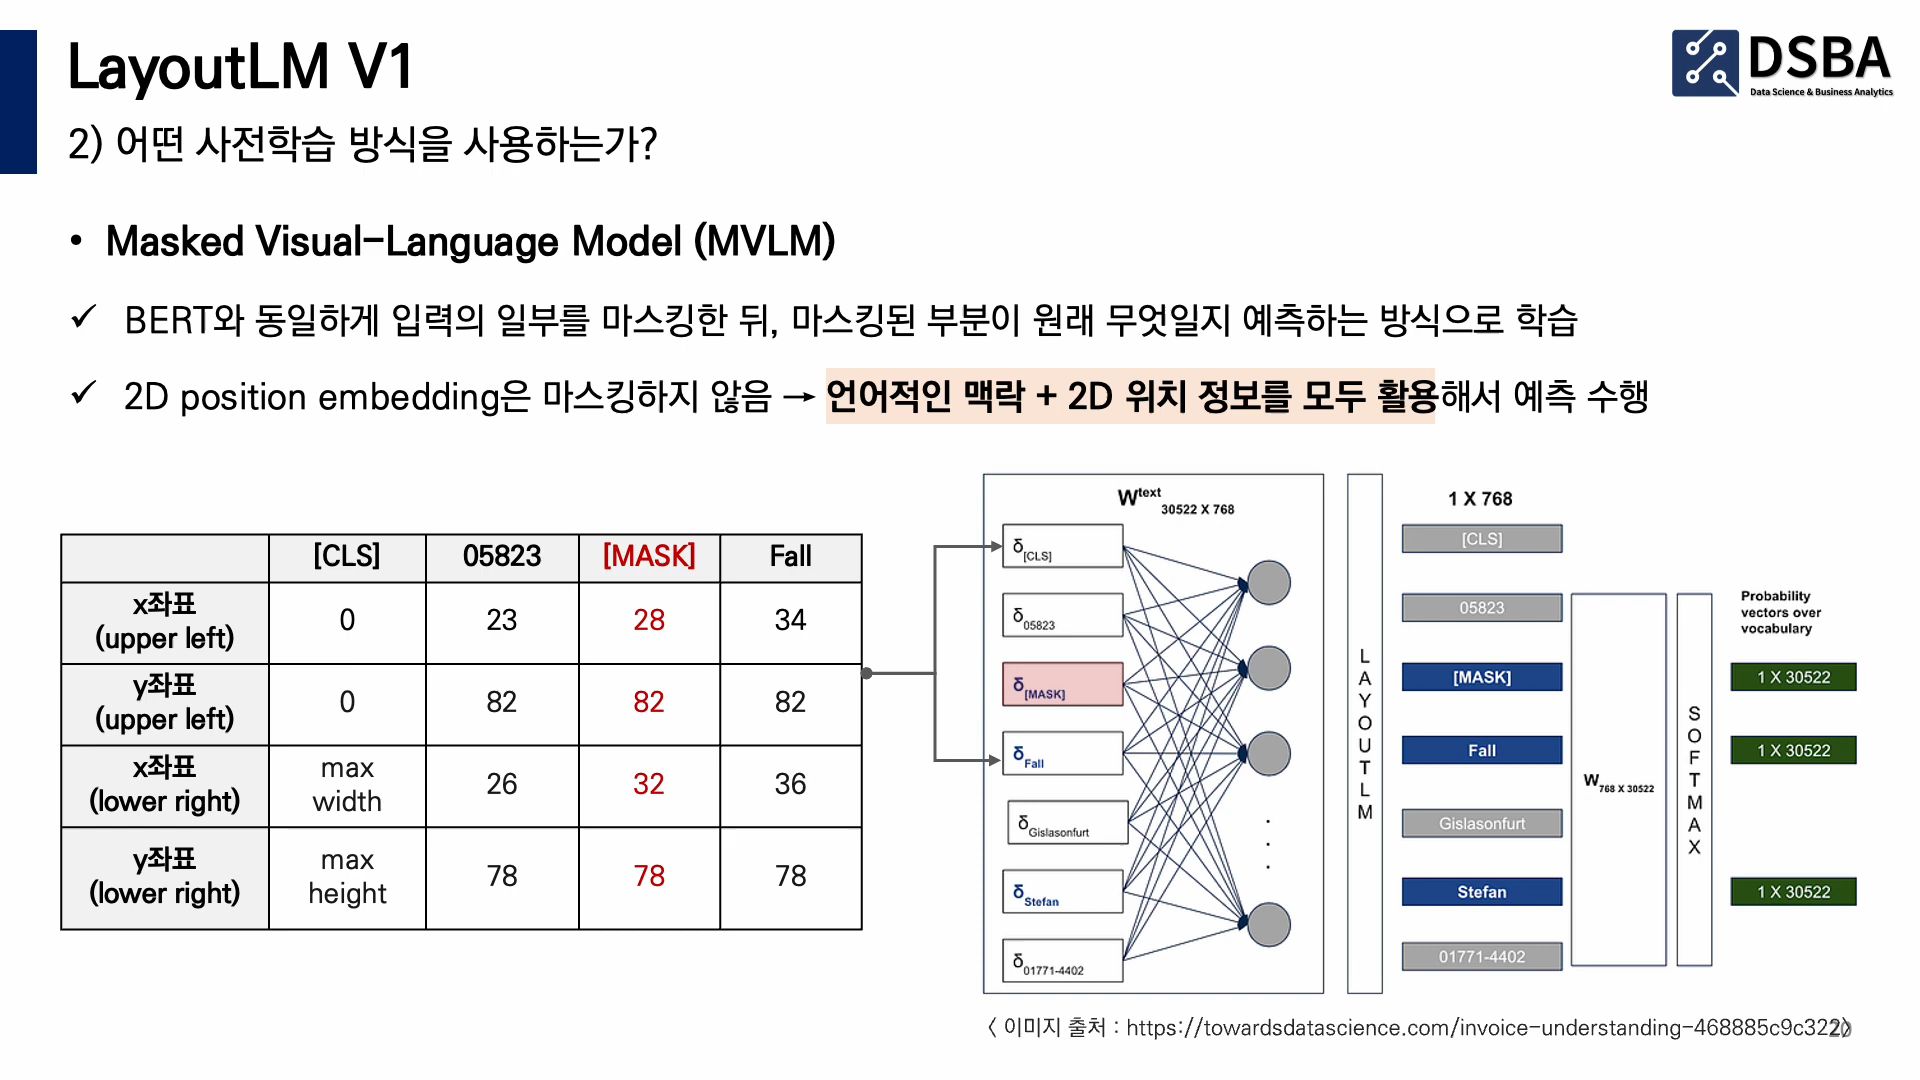 LayoutLM V1
DSBA
Data Science & Business Analytics
2) 어떤 사전학습 방식을 사용하는가?
• Masked Visual-Language Model (MVLM)
✓ BERT와 동일하게 입력의 일부를 마스킹한 뒤, 마스킹된 부분이 원래 무엇일지 예측하는 방식으로 학습
✓ 2D position embedding은 마스킹하지 않음 → 언어적인 맥락 + 2D 위치 정보를 모두 활용해서 예측 수행
[CLS] 05823 [MASK] Fall
x좌표
(upper left)
0 23 28 34
y좌표
(upper left)
0 82 82 82
x좌표
(lower right)
max
width
26 32 36
y좌표
(lower right)
max
height
78 78 78
W^text 30522 X 768
δ[CLS]
δ05823
δ[MASK]
δFall
δGislasonfurt
δStefan
δ01771-4402
LAYOUTLM
1 X 768
[CLS]
05823
[MASK]
Fall
Gislasonfurt
Stefan
01771-4402
W768 X 30522
SOFTMAX
Probability
vectors over
vocabulary
1 X 30522
1 X 30522
1 X 30522
< 이미지 출처 : https://towardsdatascience.com/invoice-understanding-468885c9c322>
20